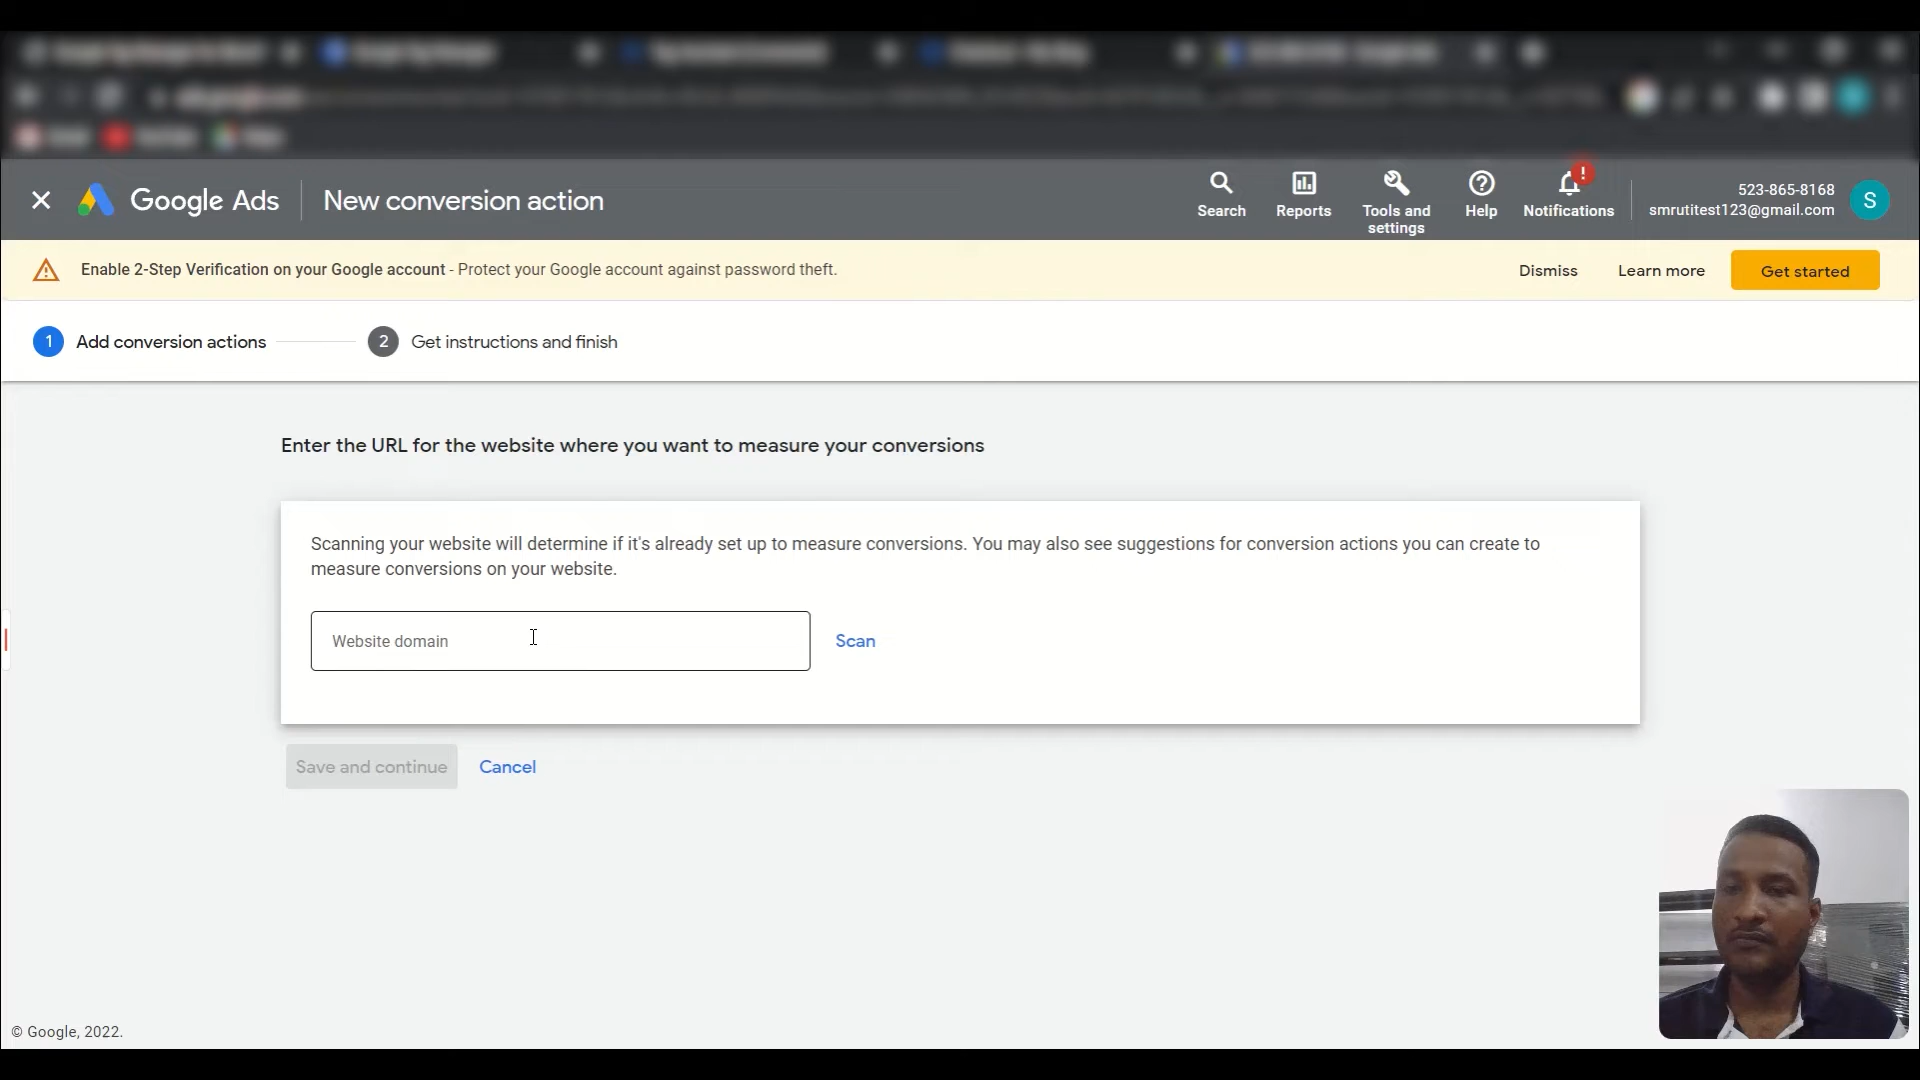 Google Ads
New conversion action
Search
Reports
Tools and
settings
Help
!
Notifications
523-865-8168
smrutitest123@gmail.com
S
Enable 2-Step Verification on your Google account - Protect your Google account against password theft.
Dismiss
Learn more
Get started
1 Add conversion actions
2 Get instructions and finish
Enter the URL for the website where you want to measure your conversions
Scanning your website will determine if it's already set up to measure conversions. You may also see suggestions for conversion actions you can create to
measure conversions on your website.
Website domain
Scan
Save and continue
Cancel
© Google, 2022.